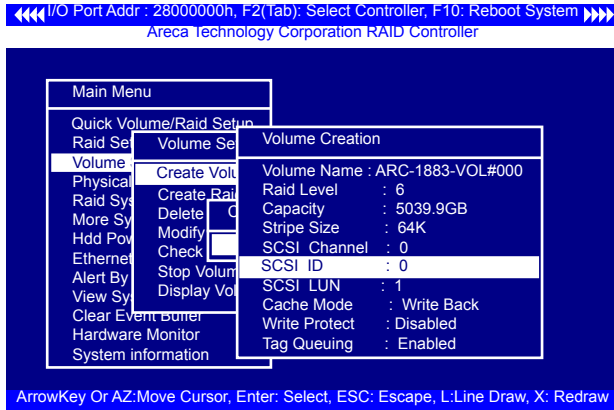 I/O Port Addr : 28000000h, F2(Tab): Select Controller, F10: Reboot System
Areca Technology Corporation RAID Controller
Main Menu
Quick Volume/Raid Setup
Raid Set
Volume
Physical
Raid Sys
More Sy
Hdd Pow
Ethernet
Alert By
View Sy
Clear Event Buffer
Hardware Monitor
System information
Volume Se
Create Volu
Create Raid
Delete
Modify
Check
Stop Volum
Display Vol
C
Volume Creation
Volume Name : ARC-1883-VOL#000
Raid Level : 6
Capacity : 5039.9GB
Stripe Size : 64K
SCSI Channel : 0
SCSI ID : 0
SCSI LUN : 1
Cache Mode : Write Back
Write Protect : Disabled
Tag Queuing : Enabled
ArrowKey Or AZ:Move Cursor, Enter: Select, ESC: Escape, L:Line Draw, X: Redraw